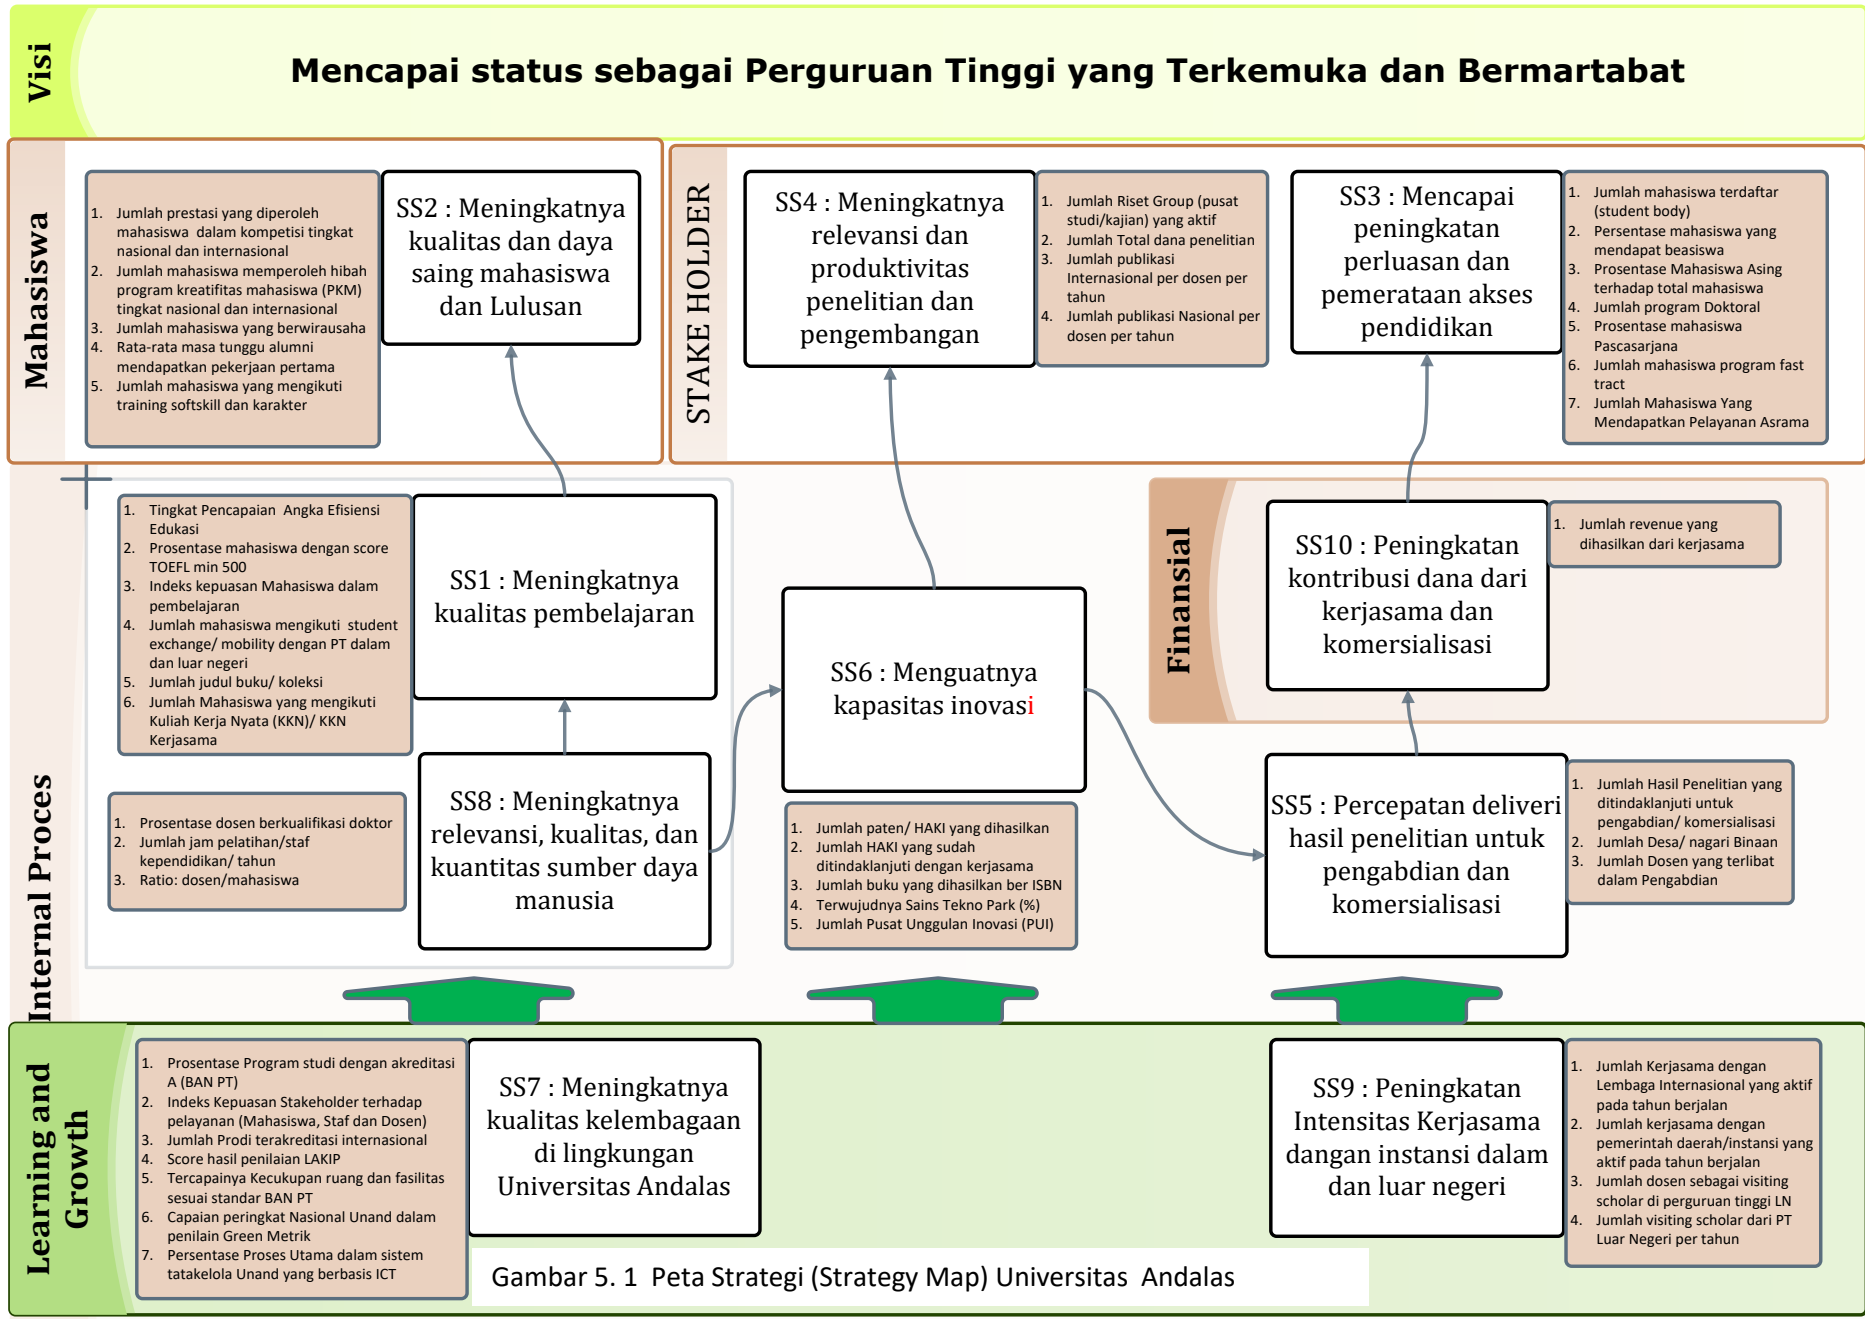 Visi
Mencapai status sebagai Perguruan Tinggi yang Terkemuka dan Bermartabat
Mahasiswa
1. Jumlah prestasi yang diperoleh
mahasiswa dalam kompetisi tingkat
nasional dan internasional
2. Jumlah mahasiswa memperoleh hibah
program kreatifitas mahasiswa (PKM)
tingkat nasional dan internasional
3. Jumlah mahasiswa yang berwirausaha
4. Rata-rata masa tunggu alumni
mendapatkan pekerjaan pertama
5. Jumlah mahasiswa yang mengikuti
training softskill dan karakter
SS2 : Meningkatnya
kualitas dan daya
saing mahasiswa
dan Lulusan
STAKE HOLDER
SS4 : Meningkatnya
relevansi dan
produktivitas
penelitian dan
pengembangan
1. Jumlah Riset Group (pusat
studi/kajian) yang aktif
2. Jumlah Total dana penelitian
3. Jumlah publikasi
Internasional per dosen per
tahun
4. Jumlah publikasi Nasional per
dosen per tahun
SS3 : Mencapai
peningkatan
perluasan dan
pemerataan akses
pendidikan
1. Jumlah mahasiswa terdaftar
(student body)
2. Persentase mahasiswa yang
mendapat beasiswa
3. Prosentase Mahasiswa Asing
terhadap total mahasiswa
4. Jumlah program Doktoral
5. Prosentase mahasiswa
Pascasarjana
6. Jumlah mahasiswa program fast
tract
7. Jumlah Mahasiswa Yang
Mendapatkan Pelayanan Asrama
Internal Proces
1. Tingkat Pencapaian Angka Efisiensi
Edukasi
2. Prosentase mahasiswa dengan score
TOEFL min 500
3. Indeks kepuasan Mahasiswa dalam
pembelajaran
4. Jumlah mahasiswa mengikuti student
exchange/ mobility dengan PT dalam
dan luar negeri
5. Jumlah judul buku/ koleksi
6. Jumlah Mahasiswa yang mengikuti
Kuliah Kerja Nyata (KKN)/ KKN
Kerjasama
SS1 : Meningkatnya
kualitas pembelajaran
1. Prosentase dosen berkualifikasi doktor
2. Jumlah jam pelatihan/staf
kependidikan/ tahun
3. Ratio: dosen/mahasiswa
SS8 : Meningkatnya
relevansi, kualitas, dan
kuantitas sumber daya
manusia
SS6 : Menguatnya
kapasitas inovasi
1. Jumlah paten/ HAKI yang dihasilkan
2. Jumlah HAKI yang sudah
ditindaklanjuti dengan kerjasama
3. Jumlah buku yang dihasilkan ber ISBN
4. Terwujudnya Sains Tekno Park (%)
5. Jumlah Pusat Unggulan Inovasi (PUI)
Finansial
SS10 : Peningkatan
kontribusi dana dari
kerjasama dan
komersialisasi
1. Jumlah revenue yang
dihasilkan dari kerjasama
SS5 : Percepatan deliveri
hasil penelitian untuk
pengabdian dan
komersialisasi
1. Jumlah Hasil Penelitian yang
ditindaklanjuti untuk
pengabdian/ komersialisasi
2. Jumlah Desa/ nagari Binaan
3. Jumlah Dosen yang terlibat
dalam Pengabdian
Learning and
Growth
1. Prosentase Program studi dengan akreditasi
A (BAN PT)
2. Indeks Kepuasan Stakeholder terhadap
pelayanan (Mahasiswa, Staf dan Dosen)
3. Jumlah Prodi terakreditasi internasional
4. Score hasil penilaian LAKIP
5. Tercapainya Kecukupan ruang dan fasilitas
sesuai standar BAN PT
6. Capaian peringkat Nasional Unand dalam
penilain Green Metrik
7. Persentase Proses Utama dalam sistem
tatakelola Unand yang berbasis ICT
SS7 : Meningkatnya
kualitas kelembagaan
di lingkungan
Universitas Andalas
SS9 : Peningkatan
Intensitas Kerjasama
dangan instansi dalam
dan luar negeri
1. Jumlah Kerjasama dengan
Lembaga Internasional yang aktif
pada tahun berjalan
2. Jumlah kerjasama dengan
pemerintah daerah/instansi yang
aktif pada tahun berjalan
3. Jumlah dosen sebagai visiting
scholar di perguruan tinggi LN
4. Jumlah visiting scholar dari PT
Luar Negeri per tahun
Gambar 5. 1 Peta Strategi (Strategy Map) Universitas Andalas